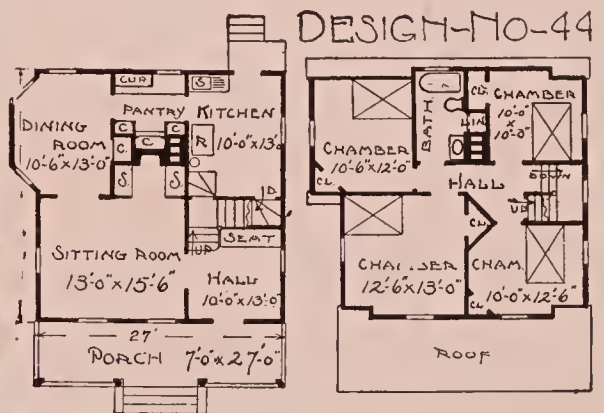 DESIGN-NO-44
CUP.
S
PANTRY
KITCHEN
10'-0"x13'-0"
DINING
ROOM
10'-6"x13'-0"
C
C
C
C.
R
S.
S.
D
UP
SEAT
SITTING ROOM
13'-0"x15'-6"
HALL
10'-0"x13'-0"
27'
PORCH 7'-0"x27'-0"
CL.
CHAMBER
10'-0"
x
10'-0"
BATH.
LIN.
CHAMBER
10'-6"x12'-0"
CL.
HALL
DOWN
UP
CL.
CHAMBER
12'-6"x13'-0"
CHAM.
10'-0"x12'-6"
CL.
ROOF